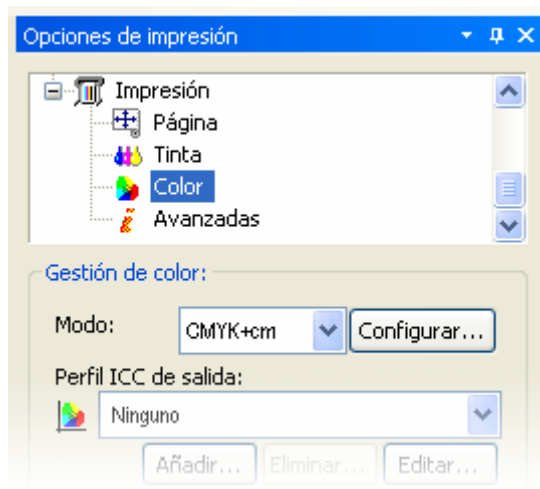 Opciones de impresión
Impresión
Página
Tinta
Color
Avanzadas
Gestión de color:
Modo: CMYK+cm Configurar...
Perfil ICC de salida:
Ninguno
Añadir... Eliminar... Editar...